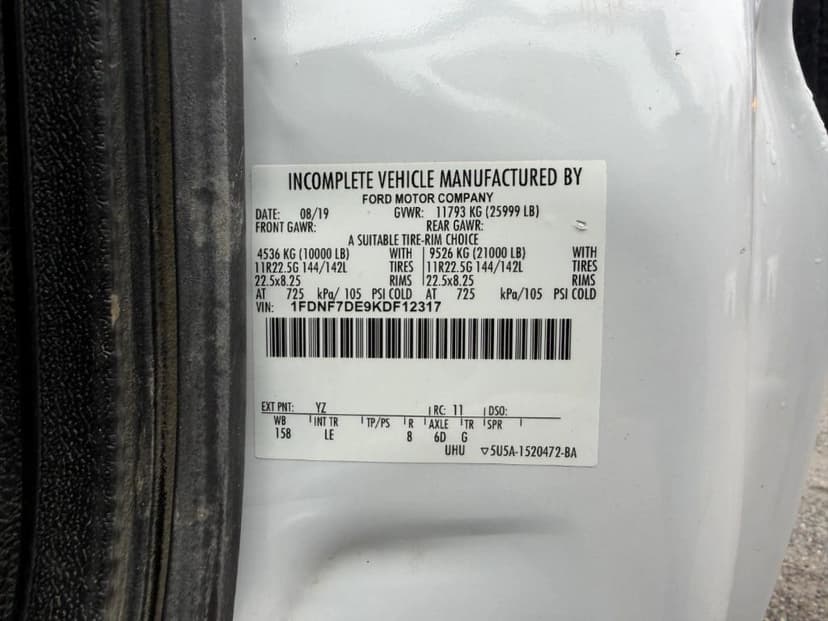 INCOMPLETE VEHICLE MANUFACTURED BY
FORD MOTOR COMPANY
DATE: 08/19 GVWR: 11793 KG (25999 LB)
FRONT GAWR: REAR GAWR:
A SUITABLE TIRE-RIM CHOICE
4536 KG (10000 LB) WITH 9526 KG (21000 LB) WITH
11R22.5G 144/142L TIRES 11R22.5G 144/142L TIRES
22.5x8.25 RIMS 22.5x8.25 RIMS
AT 725 kPa/ 105 PSI COLD AT 725 kPa/105 PSI COLD
VIN: 1FDNF7DE9KDF12317
EXT PNT: YZ RC: 11 DSO:
WB INT TR TP/PS R AXLE TR SPR
158 LE 8 6D G
UHU ▽5U5A-1520472-BA